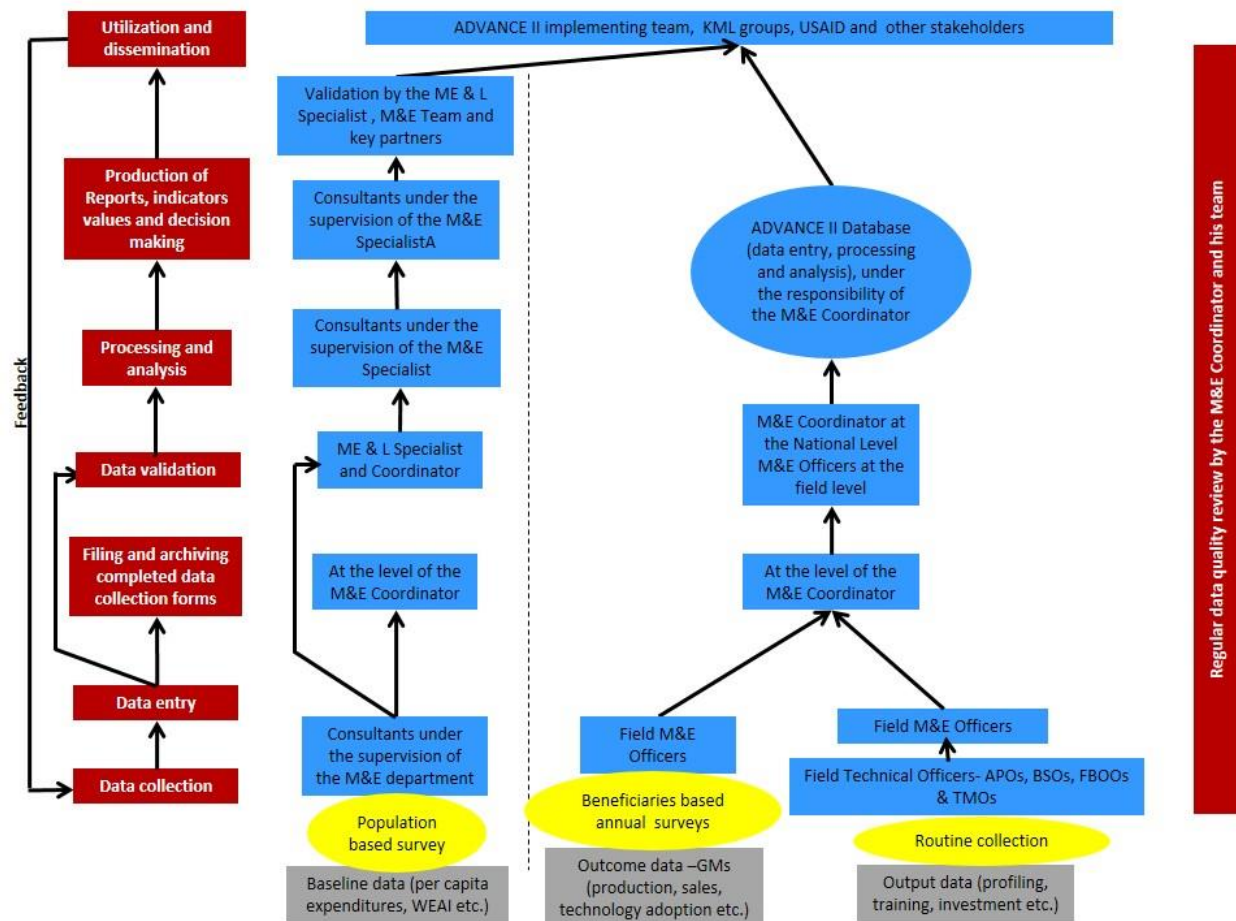 Utilization and
dissemination
Production of
Reports, indicators
values and decision
making
Processing and
analysis
Data validation
Filing and archiving
completed data
collection forms
Data entry
Data collection
Feedback
ADVANCE II implementing team, KML groups, USAID and other stakeholders
Validation by the ME & L
Specialist , M&E Team and
key partners
Consultants under the
supervision of the M&E
SpecialistA
Consultants under the
supervision of the M&E
Specialist
ME & L Specialist
and Coordinator
At the level of the
M&E Coordinator
Consultants under
the supervision of
the M&E department
Population
based survey
Baseline data (per capita
expenditures, WEAI etc.)
ADVANCE II Database
(data entry, processing
and analysis), under
the responsibility of
the M&E Coordinator
M&E Coordinator at
the National Level
M&E Officers at the
field level
At the level of the
M&E Coordinator
Field M&E
Officers
Beneficiaries based
annual surveys
Outcome data –GMs
(production, sales,
technology adoption etc.)
Field M&E Officers
Field Technical Officers- APOs, BSOs, FBOOs
& TMOs
Routine collection
Output data (profiling,
training, investment etc.)
Regular data quality review by the M&E Coordinator and his team